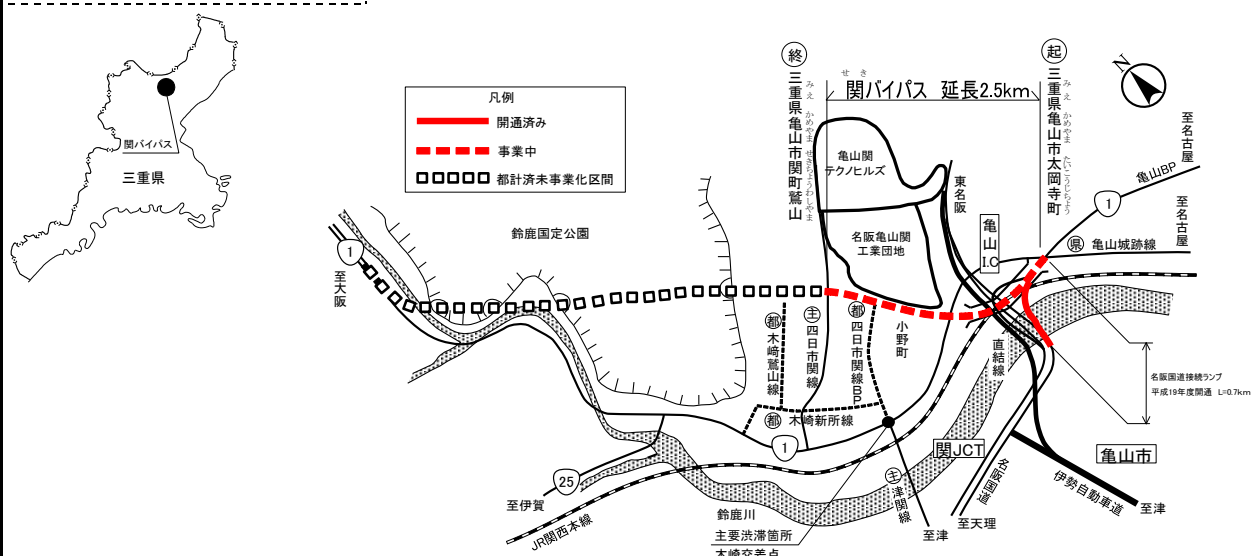 関バイパス
三重県
凡例
開通済み
事業中
都計済未事業化区間
終
三重県亀山市関町鷲山
みえ かめやま せきちょうわしやま
せき
関バイパス 延長2.5km
起
三重県亀山市太岡寺町
みえ かめやま たいこうじちょう
N
至名古屋
亀山BP
1
至名古屋
県 亀山城跡線
亀山関
テクノヒルズ
東名阪
亀山
I.C
名阪亀山関
工業団地
鈴鹿国定公園
1
至大阪
都 木崎鷲山線
主 四日市関線
都 四日市関線BP
小野町
直結線
名阪国道接続ランプ
平成19年度開通 L=0.7km
都 木崎新所線
1
関JCT
亀山市
25
至伊賀
JR関西本線
鈴鹿川
主要渋滞箇所
木崎交差点
主 津関線
至津
至天理
名阪国道
伊勢自動車道
至津